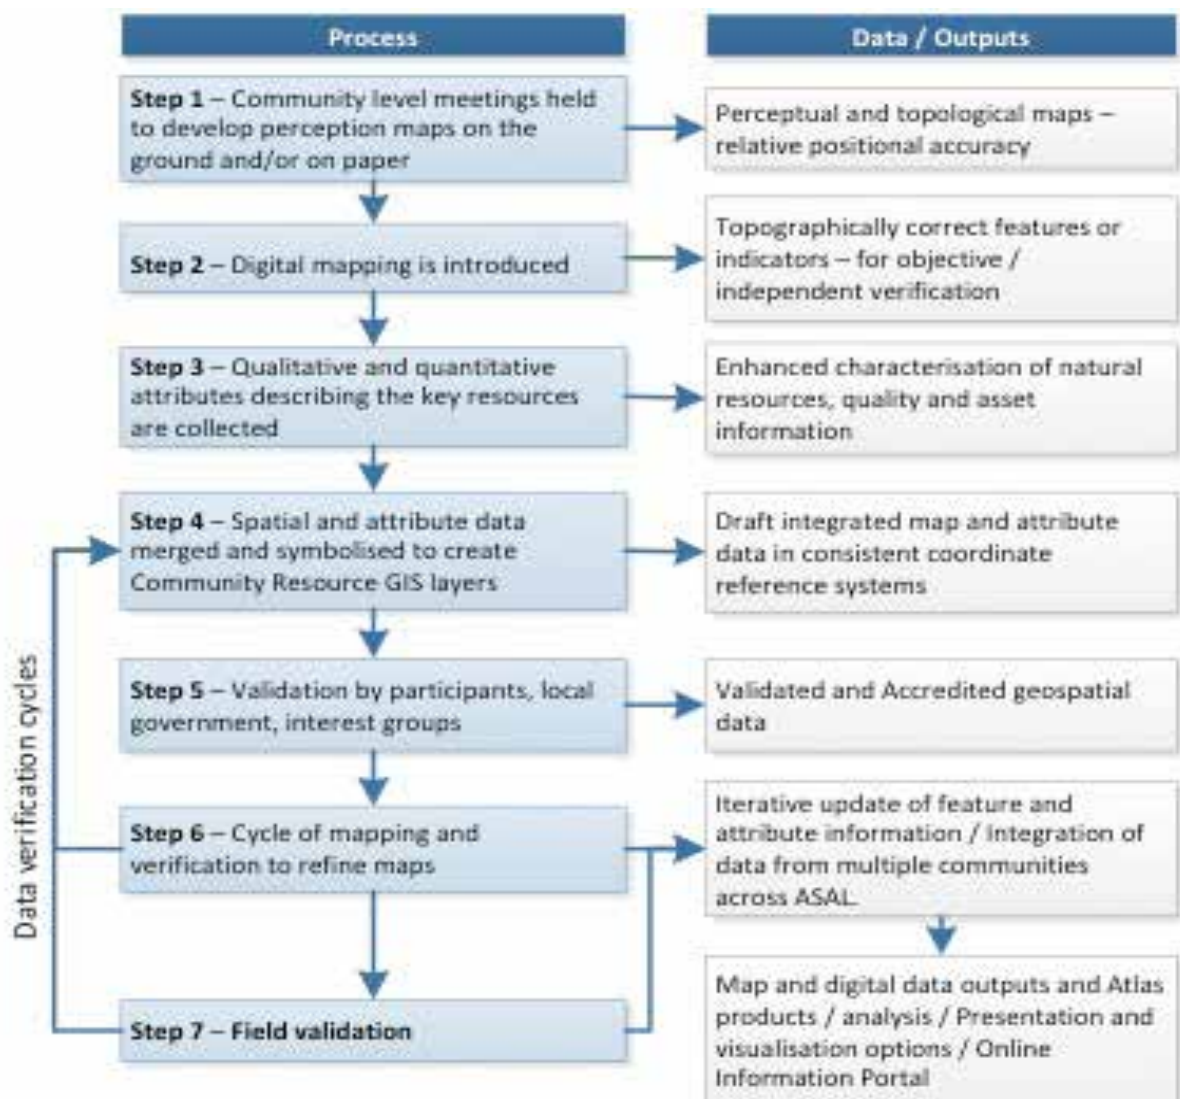 Process
Data / Outputs
Step 1 – Community level meetings held
to develop perception maps on the
ground and/or on paper
Perceptual and topological maps –
relative positional accuracy
Step 2 – Digital mapping is introduced
Topographically correct features or
indicators – for objective /
independent verification
Step 3 – Qualitative and quantitative
attributes describing the key resources
are collected
Enhanced characterisation of natural
resources, quality and asset
information
Step 4 – Spatial and attribute data
merged and symbolised to create
Community Resource GIS layers
Draft integrated map and attribute
data in consistent coordinate
reference systems
Step 5 – Validation by participants, local
government, interest groups
Validated and Accredited geospatial
data
Step 6 – Cycle of mapping and
verification to refine maps
Iterative update of feature and
attribute information / Integration of
data from multiple communities
across ASAL
Step 7 – Field validation
Map and digital data outputs and Atlas
products / analysis / Presentation and
visualisation options / Online
Information Portal
Data verification cycles